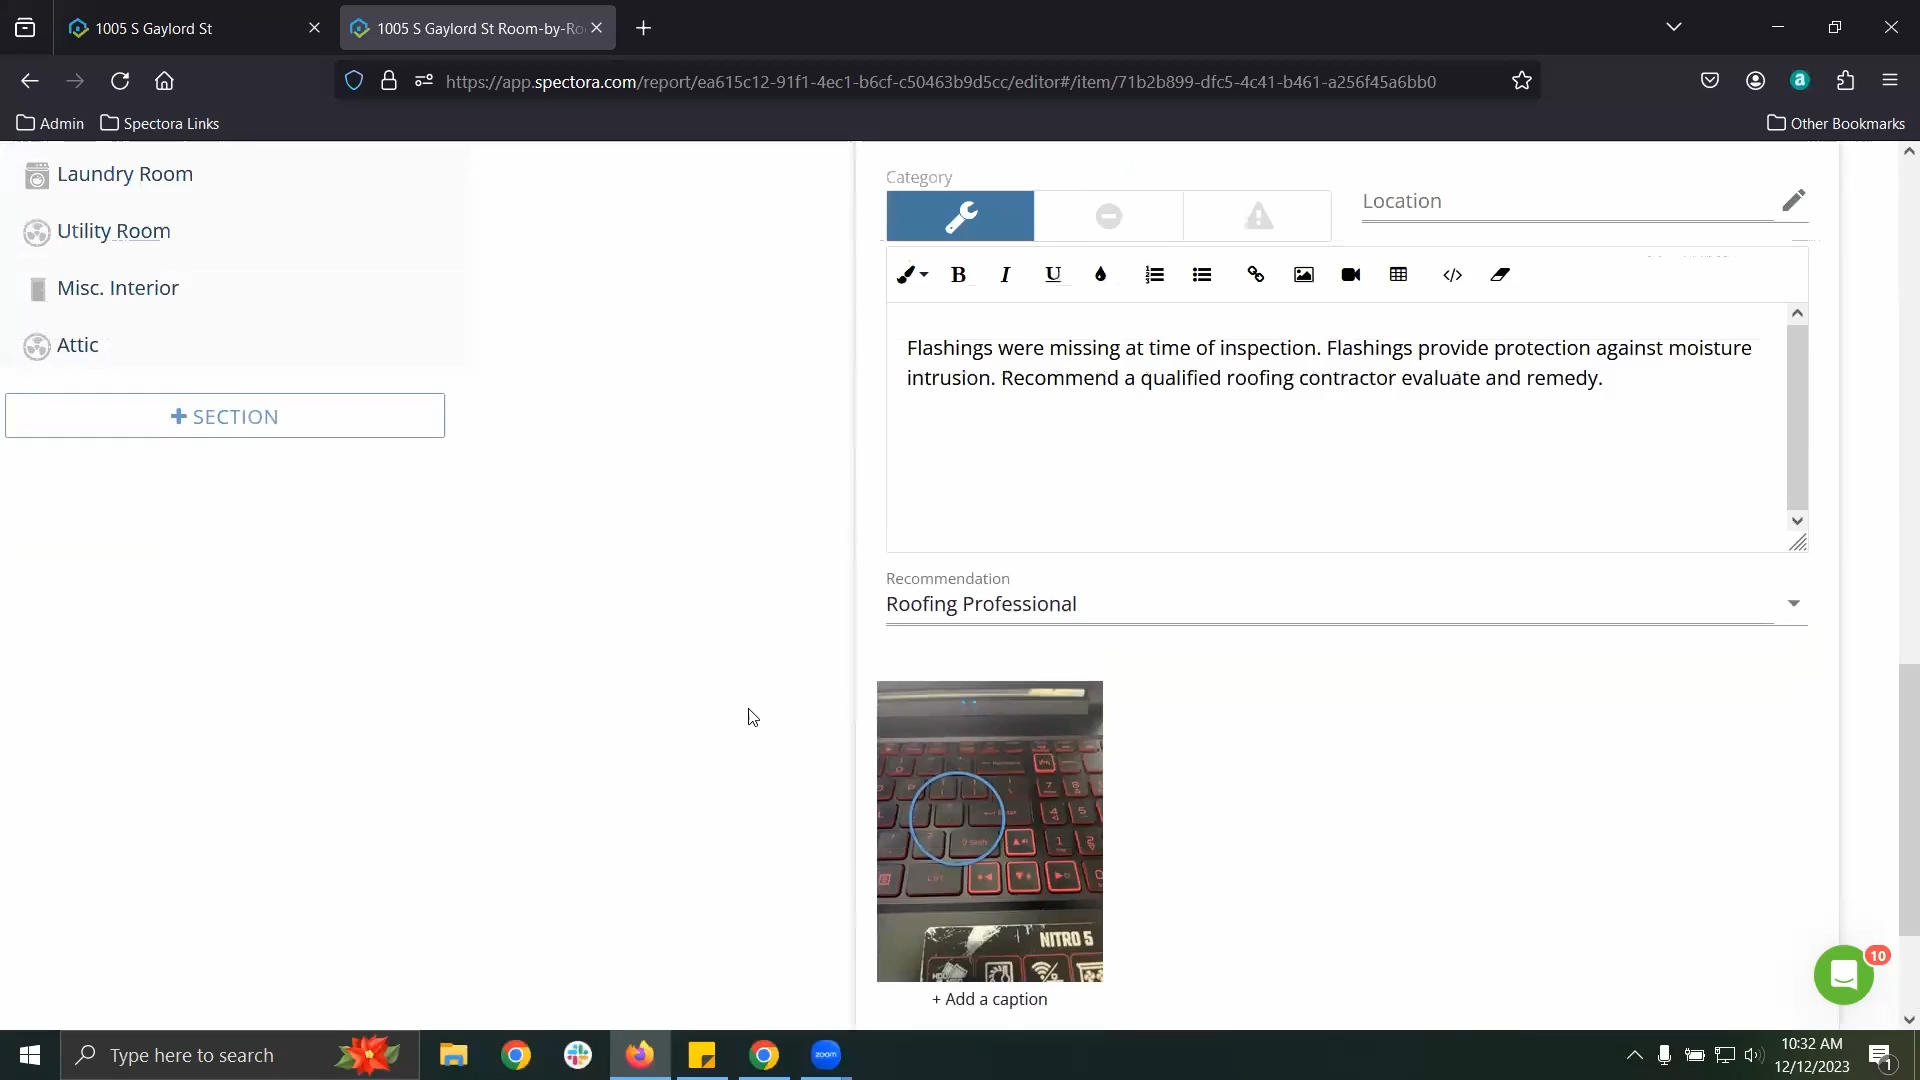 1005 S Gaylord St
1005 S Gaylord St Room-by-Ro
https://app.spectora.com/report/ea615c12-91f1-4ec1-b6cf-c50463b9d5cc/editor#/item/71b2b899-dfc5-4c41-b461-a256f45a6bb0
a
Admin
Spectora Links
Other Bookmarks
Laundry Room
Utility Room
Misc. Interior
Attic
+ SECTION
Category
Location
B I U
Flashings were missing at time of inspection. Flashings provide protection against moisture
intrusion. Recommend a qualified roofing contractor evaluate and remedy.
Recommendation
Roofing Professional
NITRO 5
+ Add a caption
10
Type here to search
zoom
10:32 AM
12/12/2023
1